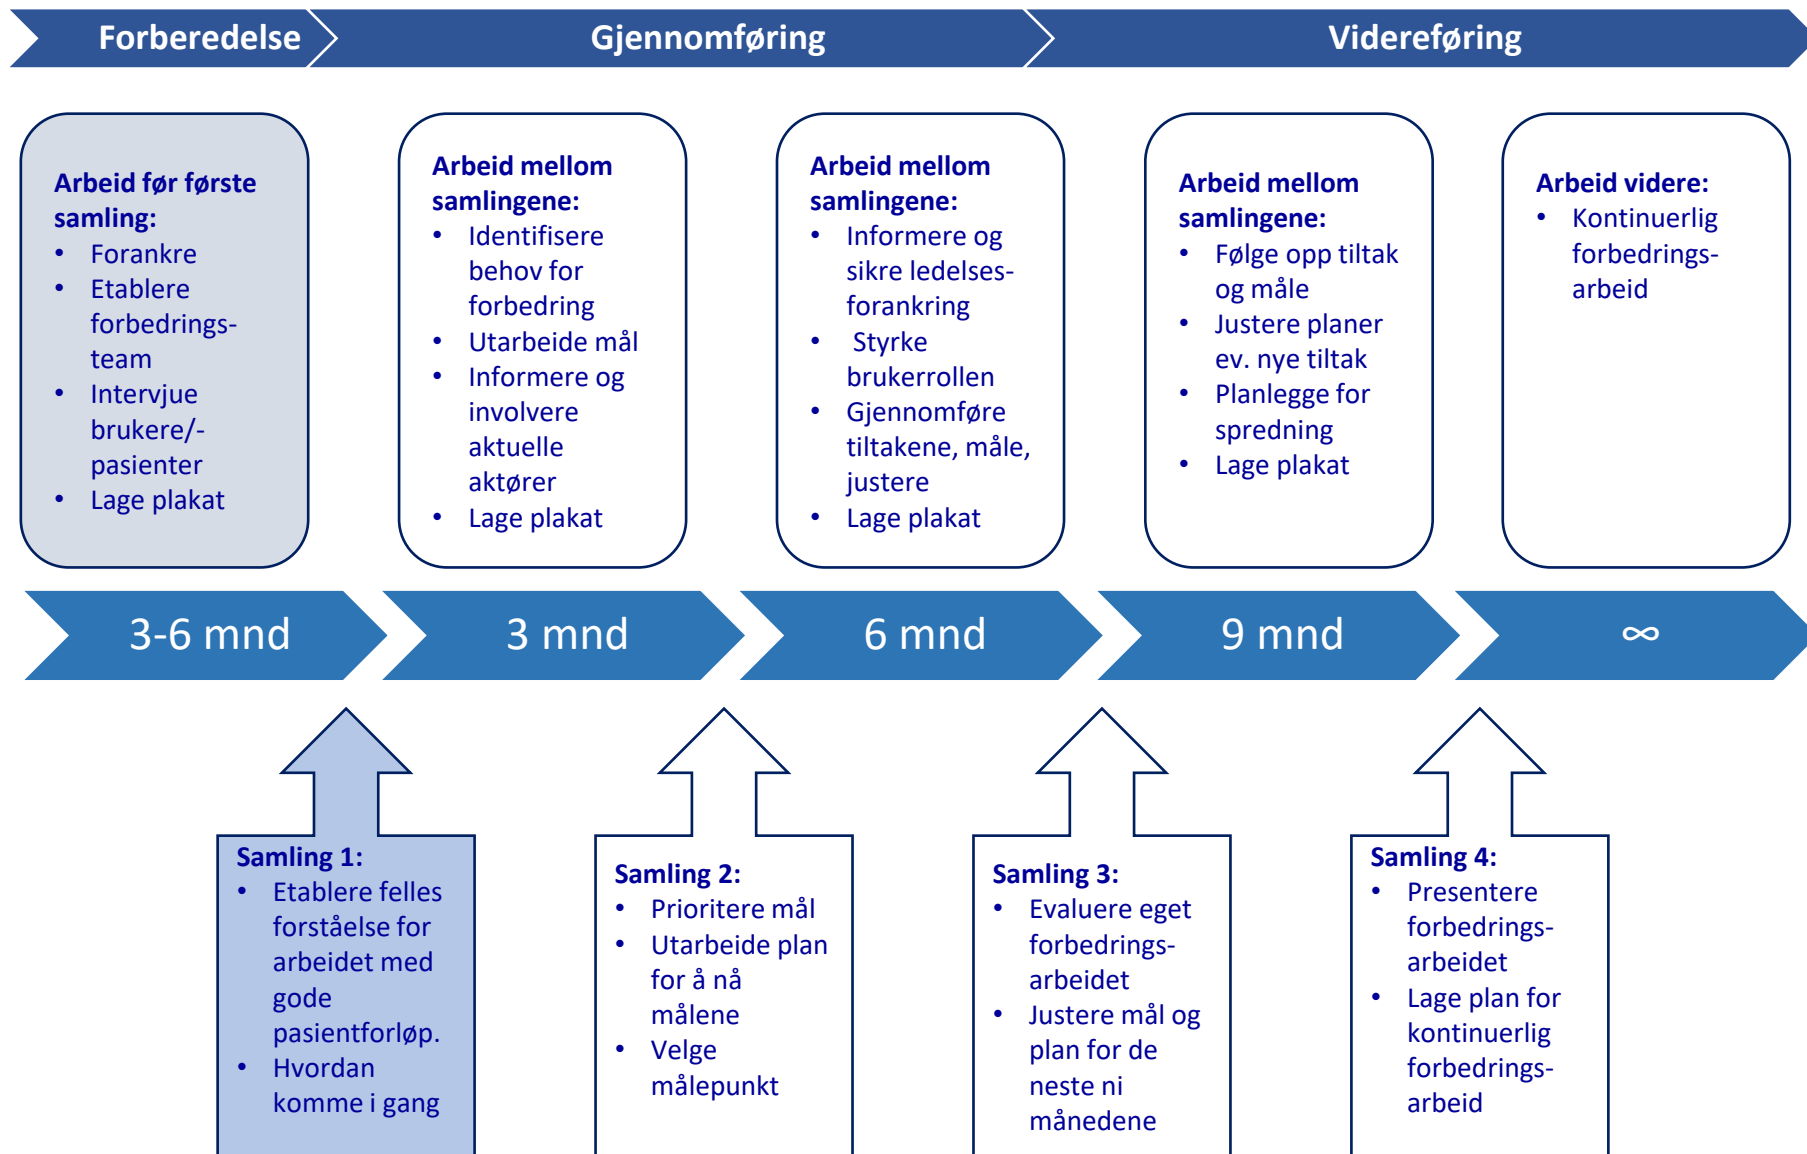 Forberedelse
Gjennomføring
Videreføring
Arbeid før første
samling:
• Forankre
• Etablere
forbedrings-
team
• Intervjue
brukere/-
pasienter
• Lage plakat
Arbeid mellom
samlingene:
• Identifisere
behov for
forbedring
• Utarbeide mål
• Informere og
involvere
aktuelle
aktører
• Lage plakat
Arbeid mellom
samlingene:
• Informere og
sikre ledelses-
forankring
• Styrke
brukerrollen
• Gjennomføre
tiltakene, måle,
justere
• Lage plakat
Arbeid mellom
samlingene:
• Følge opp tiltak
og måle
• Justere planer
ev. nye tiltak
• Planlegge for
spredning
• Lage plakat
Arbeid videre:
• Kontinuerlig
forbedrings-
arbeid
3-6 mnd
3 mnd
6 mnd
9 mnd
∞
Samling 1:
• Etablere felles
forståelse for
arbeidet med
gode
pasientforløp.
• Hvordan
komme i gang
Samling 2:
• Prioritere mål
• Utarbeide plan
for å nå
målene
• Velge
målepunkt
Samling 3:
• Evaluere eget
forbedrings-
arbeidet
• Justere mål og
plan for de
neste ni
månedene
Samling 4:
• Presentere
forbedrings-
arbeidet
• Lage plan for
kontinuerlig
forbedrings-
arbeid